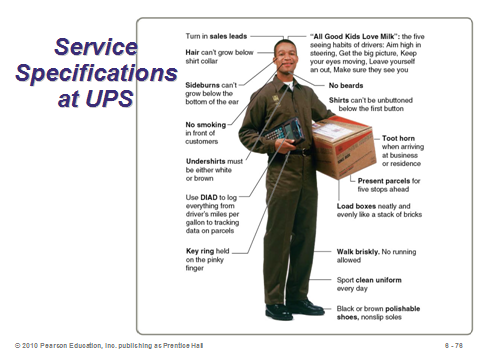 Service
Specifications
at UPS
Turn in sales leads
Hair can't grow below
shirt collar
Sideburns can't
grow below the
bottom of the ear
No smoking
in front of
customers
Undershirts must
be either white
or brown
Use DIAD to log
everything from
driver's miles per
gallon to tracking
data on parcels
Key ring held
on the pinky
finger
"All Good Kids Love Milk": the five
seeing habits of drivers: Aim high in
steering, Get the big picture, Keep
your eyes moving, Leave yourself
an out, Make sure they see you
No beards
Shirts can't be unbuttoned
below the first button
Toot horn
when arriving
at business
or residence
Present parcels for
five stops ahead
Load boxes neatly and
evenly like a stack of bricks
Walk briskly. No running
allowed
Sport clean uniform
every day
Black or brown polishable
shoes, nonslip soles
© 2010 Pearson Education, Inc. publishing as Prentice Hall
6 - 76